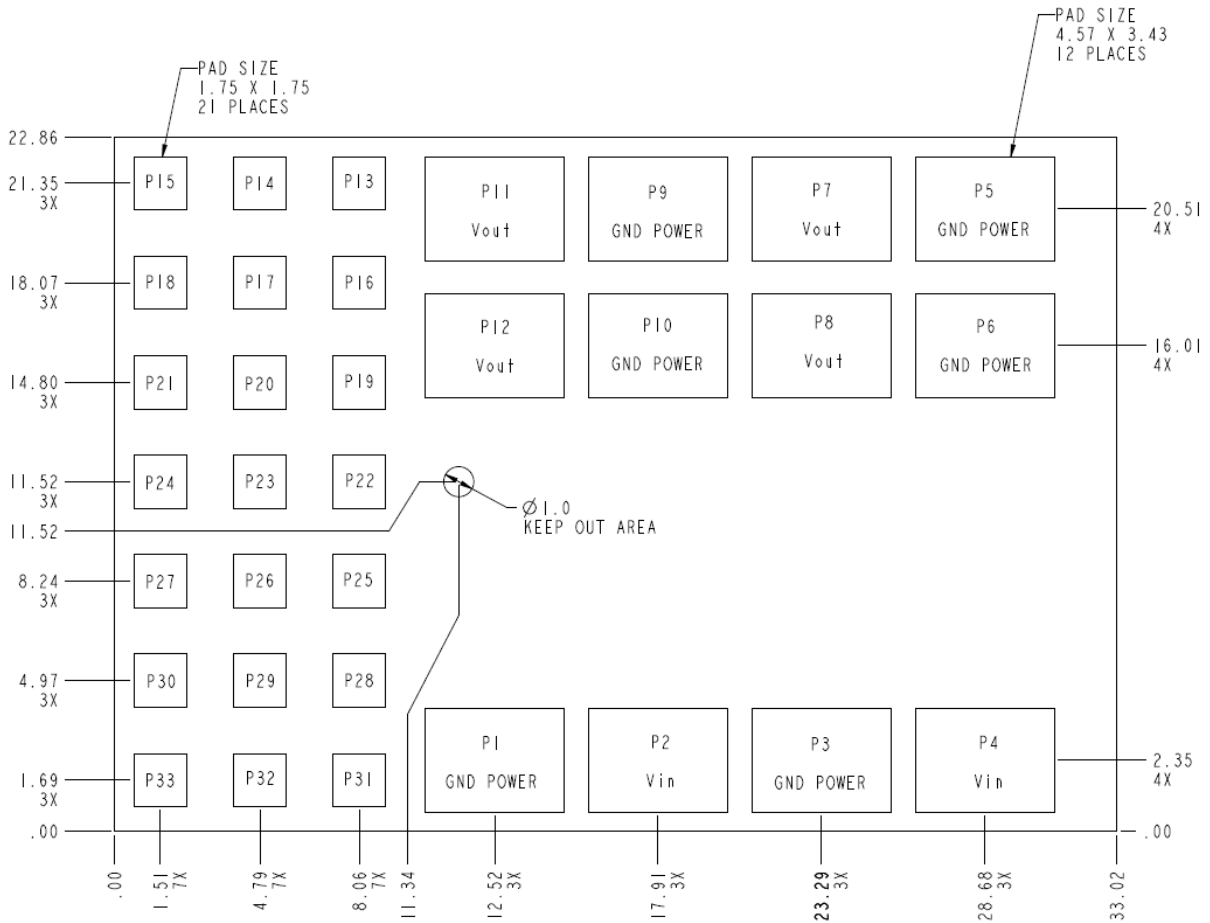 PAD SIZE
4.57 X 3.43
12 PLACES
PAD SIZE
1.75 X 1.75
21 PLACES
22.86
21.35
3X
P15
P14
P13
P11
Vout
P9
GND POWER
P7
Vout
P5
GND POWER
20.51
4X
18.07
3X
P18
P17
P16
P12
Vout
P10
GND POWER
P8
Vout
P6
GND POWER
16.01
4X
14.80
3X
P21
P20
P19
11.52
3X
P24
P23
P22
Ø1.0
KEEP OUT AREA
11.52
8.24
3X
P27
P26
P25
4.97
3X
P30
P29
P28
P1
GND POWER
P2
Vin
P3
GND POWER
P4
Vin
2.35
4X
1.69
3X
P33
P32
P31
.00
.00
.00
1.51
7X
4.79
7X
8.06
7X
11.34
12.52
3X
17.91
3X
23.29
3X
28.68
3X
33.02